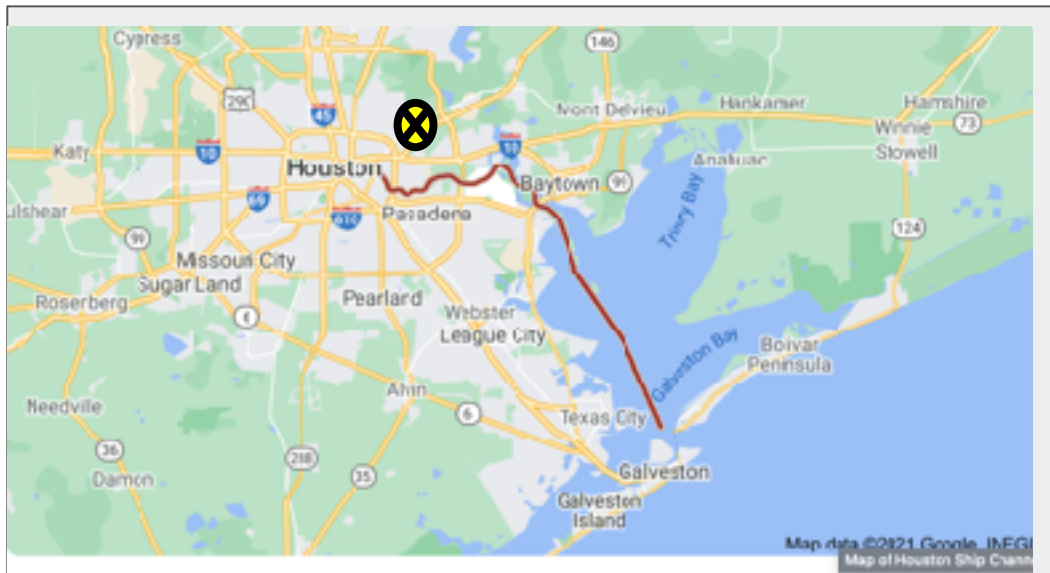 Cypress
146
290
45
Mont Belvieu
Hankamer
Hamshire
73
Winnie
Stowell
Katy
10
10
Houston
Anahuac
Baytown
99
Pasadena
69
610
Trinity Bay
124
99
Missouri City
Sugar Land
Pearland
Rosenberg
6
Webster
League City
Galveston Bay
Bolivar
Peninsula
Alvin
6
Texas City
Needville
36
288
35
Damon
Galveston
Galveston
Island
Map data ©2021 Google, INEGI
Map of Houston Ship Chann